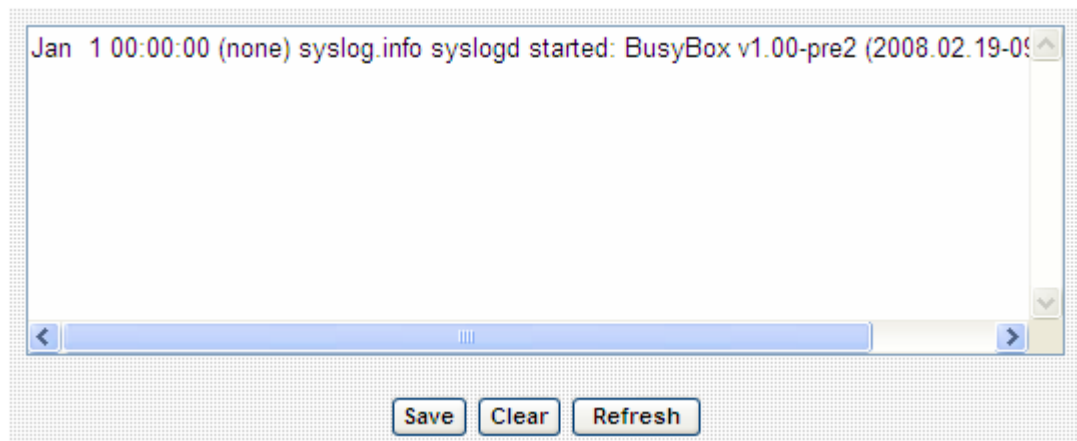 Jan  1 00:00:00 (none) syslog.info syslogd started: BusyBox v1.00-pre2 (2008.02.19-09
Save Clear Refresh